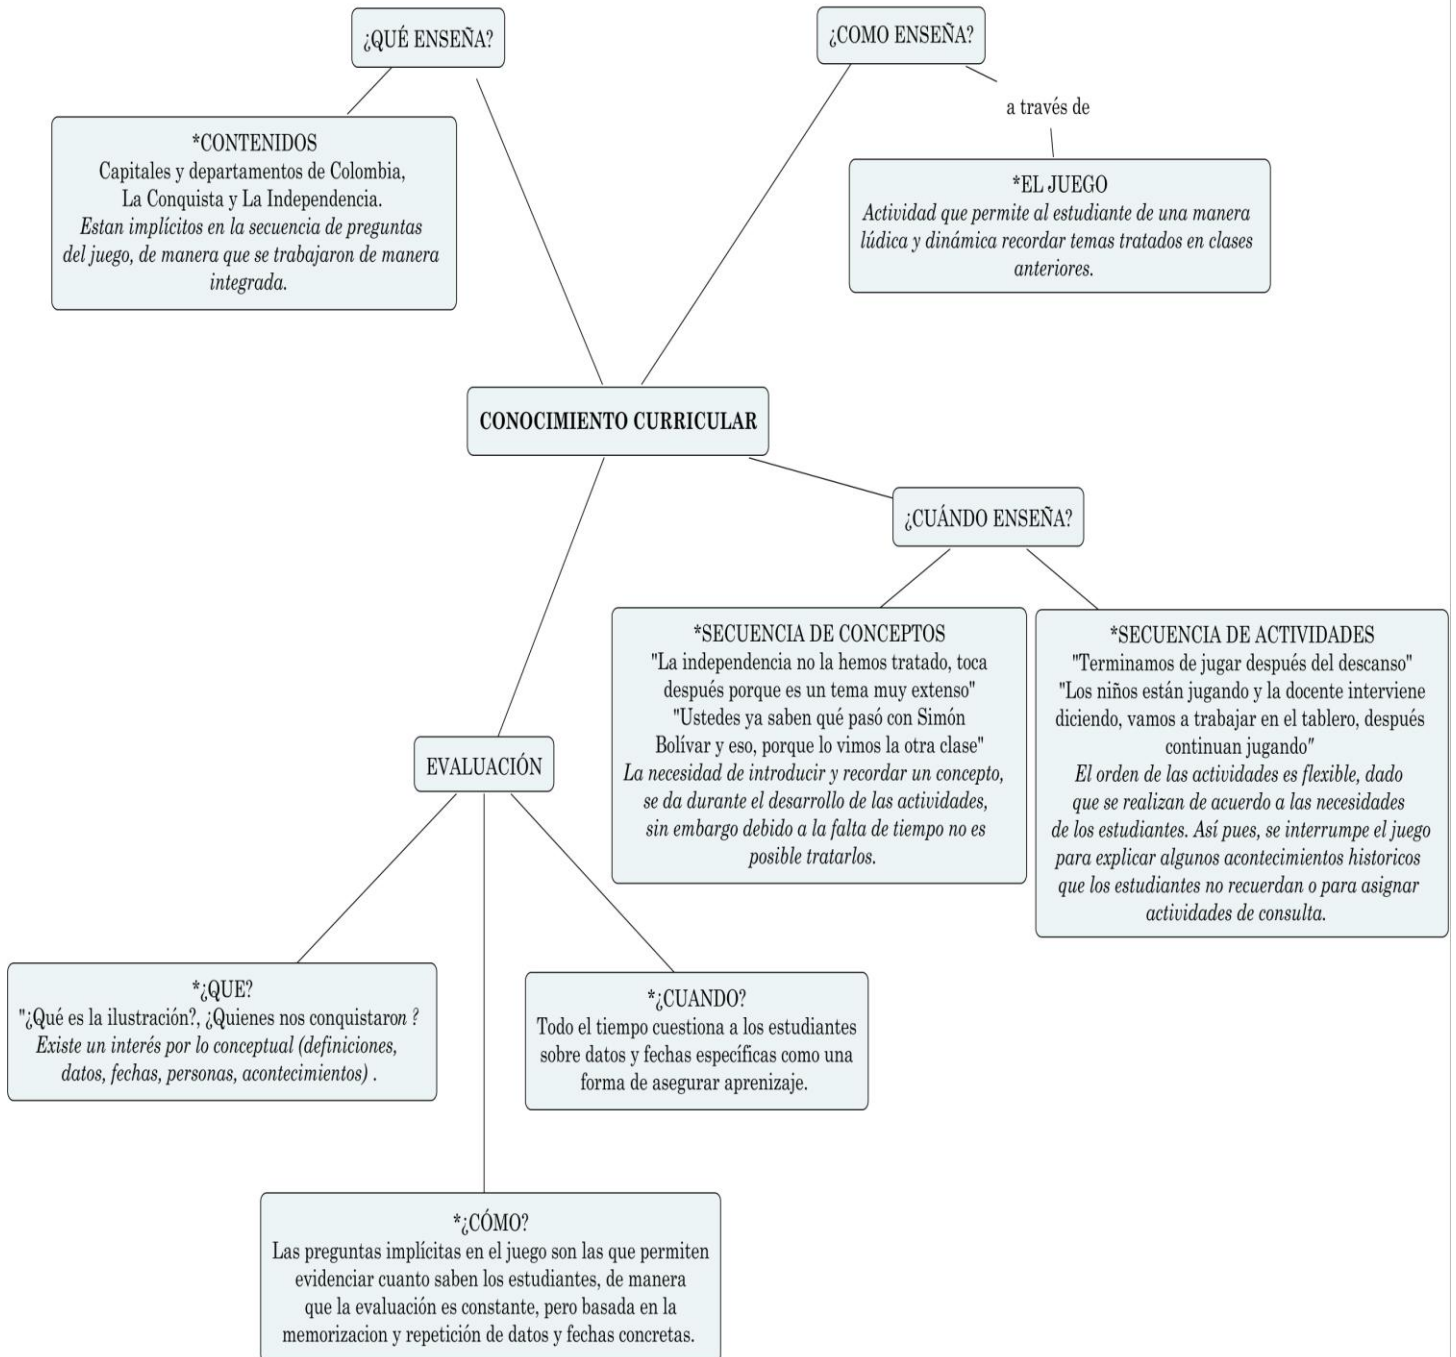 ¿QUÉ ENSEÑA?
*CONTENIDOS
Capitales y departamentos de Colombia,
La Conquista y La Independencia.
Estan implícitos en la secuencia de preguntas
del juego, de manera que se trabajaron de manera
integrada.
¿COMO ENSEÑA?
a través de
*EL JUEGO
Actividad que permite al estudiante de una manera
lúdica y dinámica recordar temas tratados en clases
anteriores.
CONOCIMIENTO CURRICULAR
¿CUÁNDO ENSEÑA?
*SECUENCIA DE CONCEPTOS
"La independencia no la hemos tratado, toca
después porque es un tema muy extenso"
"Ustedes ya saben qué pasó con Simón
Bolívar y eso, porque lo vimos la otra clase"
La necesidad de introducir y recordar un concepto,
se da durante el desarrollo de las actividades,
sin embargo debido a la falta de tiempo no es
posible tratarlos.
*SECUENCIA DE ACTIVIDADES
"Terminamos de jugar después del descanso"
"Los niños están jugando y la docente interviene
diciendo, vamos a trabajar en el tablero, después
continuan jugando"
El orden de las actividades es flexible, dado
que se realizan de acuerdo a las necesidades
de los estudiantes. Así pues, se interrumpe el juego
para explicar algunos acontecimientos historicos
que los estudiantes no recuerdan o para asignar
actividades de consulta.
EVALUACIÓN
*¿QUE?
"¿Qué es la ilustración?, ¿Quienes nos conquistaron ?
Existe un interés por lo conceptual (definiciones,
datos, fechas, personas, acontecimientos) .
*¿CUANDO?
Todo el tiempo cuestiona a los estudiantes
sobre datos y fechas específicas como una
forma de asegurar aprenizaje.
*¿CÓMO?
Las preguntas implícitas en el juego son las que permiten
evidenciar cuanto saben los estudiantes, de manera
que la evaluación es constante, pero basada en la
memorizacion y repetición de datos y fechas concretas.